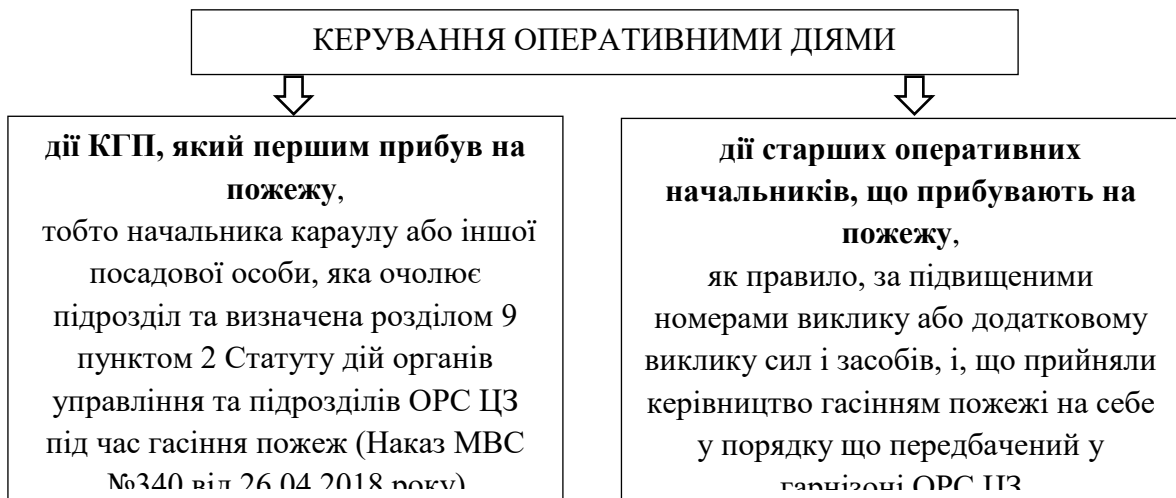 КЕРУВАННЯ ОПЕРАТИВНИМИ ДІЯМИ
дії КГП, який першим прибув на
пожежу,
тобто начальника караулу або іншої
посадової особи, яка очолює
підрозділ та визначена розділом 9
пунктом 2 Статуту дій органів
управління та підрозділів ОРС ЦЗ
під час гасіння пожеж (Наказ МВС
№340 від 26.04.2018 року)
дії старших оперативних
начальників, що прибувають на
пожежу,
як правило, за підвищеними
номерами виклику або додатковому
виклику сил і засобів, і, що прийняли
керівництво гасінням пожежі на себе
у порядку що передбачений у
гарнізоні ОРС ЦЗ